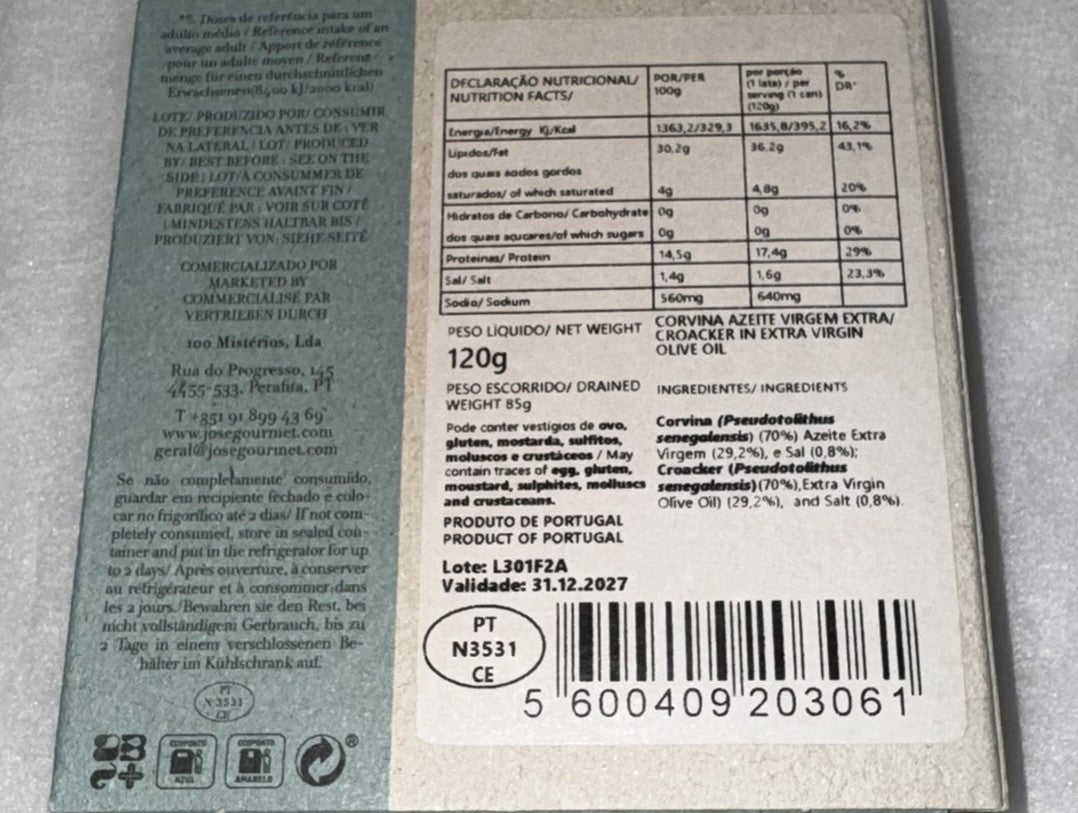 *7. Doses de referência para um
adulto médio / Reference intake of an
average adult / Apport de référence
pour un adulte moyen / Referenz
menge für einen durchschnittlichen
Erwachsenen(8400 kJ/2000 kcal)
LOTE/ PRODUZIDO POR/ CONSUMIR
DE PREFERENCIA ANTES DE : VER
NA LATERAL | LOT/ PRODUCED
BY/ BEST BEFORE : SEE ON THE
SIDE | LOT/A CONSUMMER DE
PREFERENCE AVAINT FIN /
FABRIQUÉ PAR : VOIR SUR COTÉ
| MINDESTENS HALTBAR BIS /
PRODUZIERT VON: SIEHE SEITE
COMERCIALIZADO POR
MARKETED BY
COMMERCIALISÉ PAR
VERTRIEBEN DURCH
100 Mistérios, Lda
Rua do Progresso, 145
4455-533, Perafita, PT
T +351 91 899 43 69
www.josegourmet.com
geral@josegourmet.com
Se não completamente consumido,
guardar em recipiente fechado e colo-
car no frigorífico até 2 dias/ If not com-
pletely consumed, store in sealed con-
tainer and put in the refrigerator for up
to 2 days/ Après ouverture, à conserver
au réfrigérateur et à consommer dans
les 2 jours./Bewahren sie den Rest, bei
nicht vollständigem Gerbrauch, bis zu
2 Tage in einem verschlossenen Be-
hälter im Kühlschrank auf.
PT
N 3531
CE
ECOPONTO
AZUL
ECOPONTO
AMARELO
®
DECLARAÇÃO NUTRICIONAL/
NUTRITION FACTS/
POR/PER
100g
por porção
(1 lata) / per
serving (1 can)
(120g)
%
DR*
Energia/Energy Kj/Kcal 1363,2/329,3 1635,8/395,2 16,2%
Lipidos/Fat 30,2g 36,2g 43,1%
dos quais ácidos gordos
saturados/ of which saturated 4g 4,8g 20%
Hidratos de Carbono/ Carbohydrate 0g 0g 0%
dos quais açucares/of which sugars 0g 0g 0%
Proteinas/ Protein 14,5g 17,4g 29%
Sal/ Salt 1,4g 1,6g 23,3%
Sodio/ Sodium 560mg 640mg
PESO LÍQUIDO/ NET WEIGHT
120g
PESO ESCORRIDO/ DRAINED
WEIGHT 85g
Pode conter vestígios de ovo,
gluten, mostarda, sulfitos,
moluscos e crustáceos / May
contain traces of egg, gluten,
moustard, sulphites, molluscs
and crustaceans.
PRODUTO DE PORTUGAL
PRODUCT OF PORTUGAL
CORVINA AZEITE VIRGEM EXTRA/
CROACKER IN EXTRA VIRGIN
OLIVE OIL
INGREDIENTES/ INGREDIENTS
Corvina (Pseudotolithus
senegalensis) (70%) Azeite Extra
Virgem (29,2%), e Sal (0,8%);
Croacker (Pseudotolithus
senegalensis)(70%),Extra Virgin
Olive Oil) (29,2%), and Salt (0,8%).
Lote: L301F2A
Validade: 31.12.2027
PT
N3531
CE
5 600409 203061